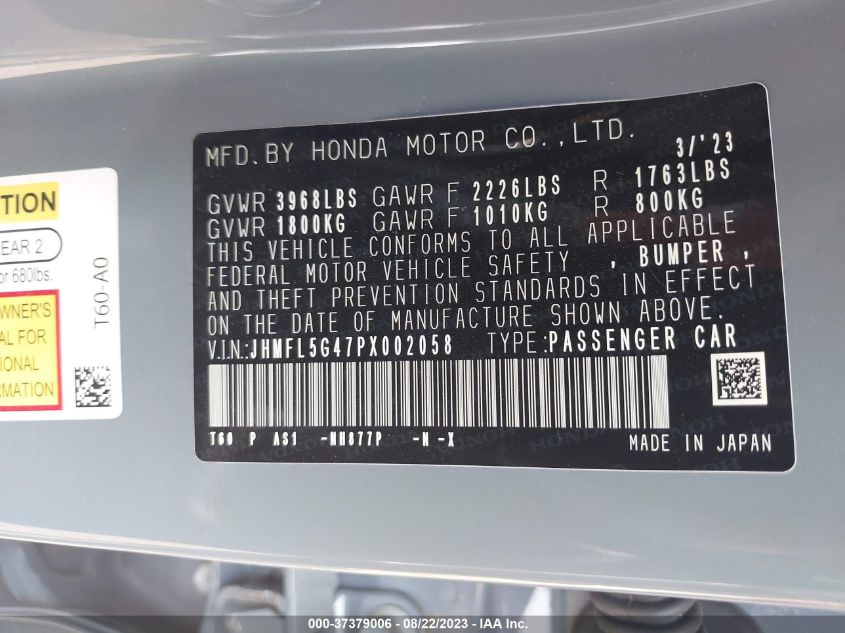 MFD.BY HONDA MOTOR CO.,LTD. 3/'23
GVWR 3968LBS GAWR F 2226LBS R 1763LBS
GVWR 1800KG GAWR F 1010KG R 800KG
THIS VEHICLE CONFORMS TO ALL APPLICABLE
FEDERAL MOTOR VEHICLE SAFETY , BUMPER ,
AND THEFT PREVENTION STANDARDS IN EFFECT
ON THE DATE OF MANUFACTURE SHOWN ABOVE.
V.I.N:JHMFL5G47PX002058 TYPE:PASSENGER CAR
T60 P AS1 -NH877P -N -X
MADE IN JAPAN
TION
EAR 2
or 680lbs.
WNER'S
AL FOR
IONAL
RMATION
T60-A0
000-37379006 - 08/22/2023 - IAA Inc.